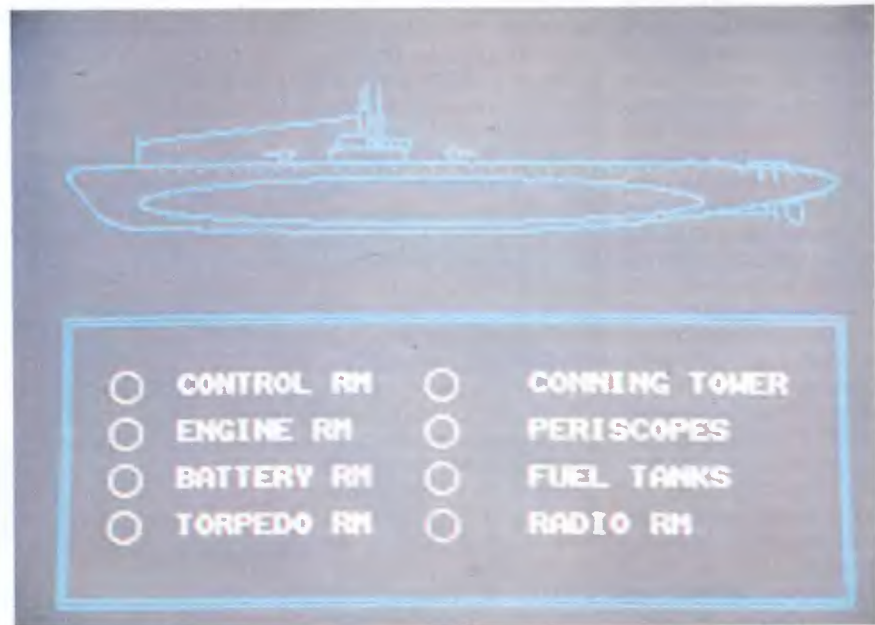 CONTROL RM
CONNING TOWER
ENGINE RM
PERISCOPES
BATTERY RM
FUEL TANKS
TORPEDO RM
RADIO RM